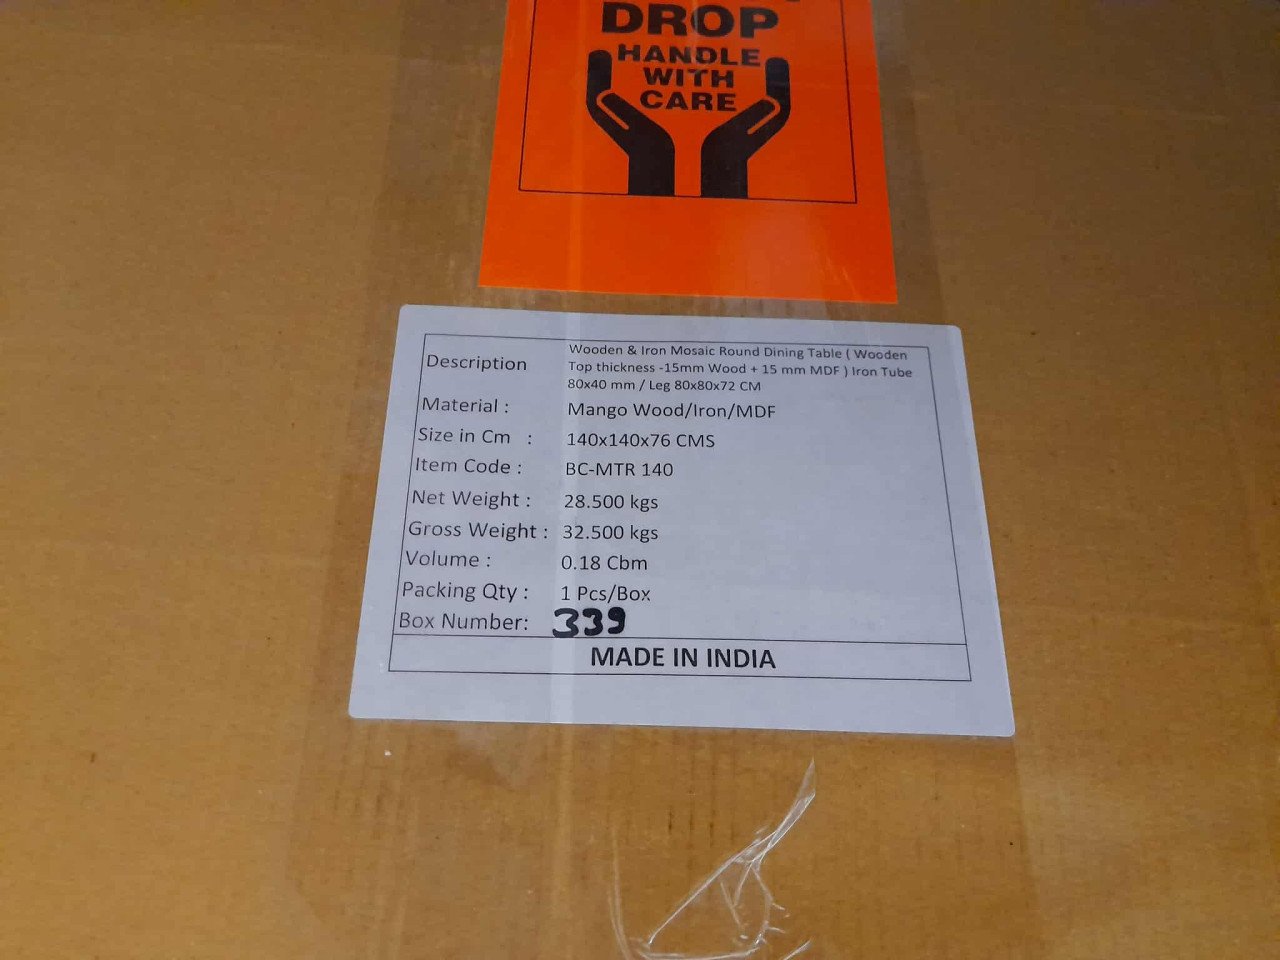 DROP
HANDLE
WITH
CARE
Description Wooden & Iron Mosaic Round Dining Table ( Wooden
Top thickness -15mm Wood + 15 mm MDF ) Iron Tube
80x40 mm / Leg 80x80x72 CM
Material : Mango Wood/Iron/MDF
Size in Cm : 140x140x76 CMS
Item Code : BC-MTR 140
Net Weight : 28.500 kgs
Gross Weight : 32.500 kgs
Volume : 0.18 Cbm
Packing Qty : 1 Pcs/Box
Box Number: 339
MADE IN INDIA